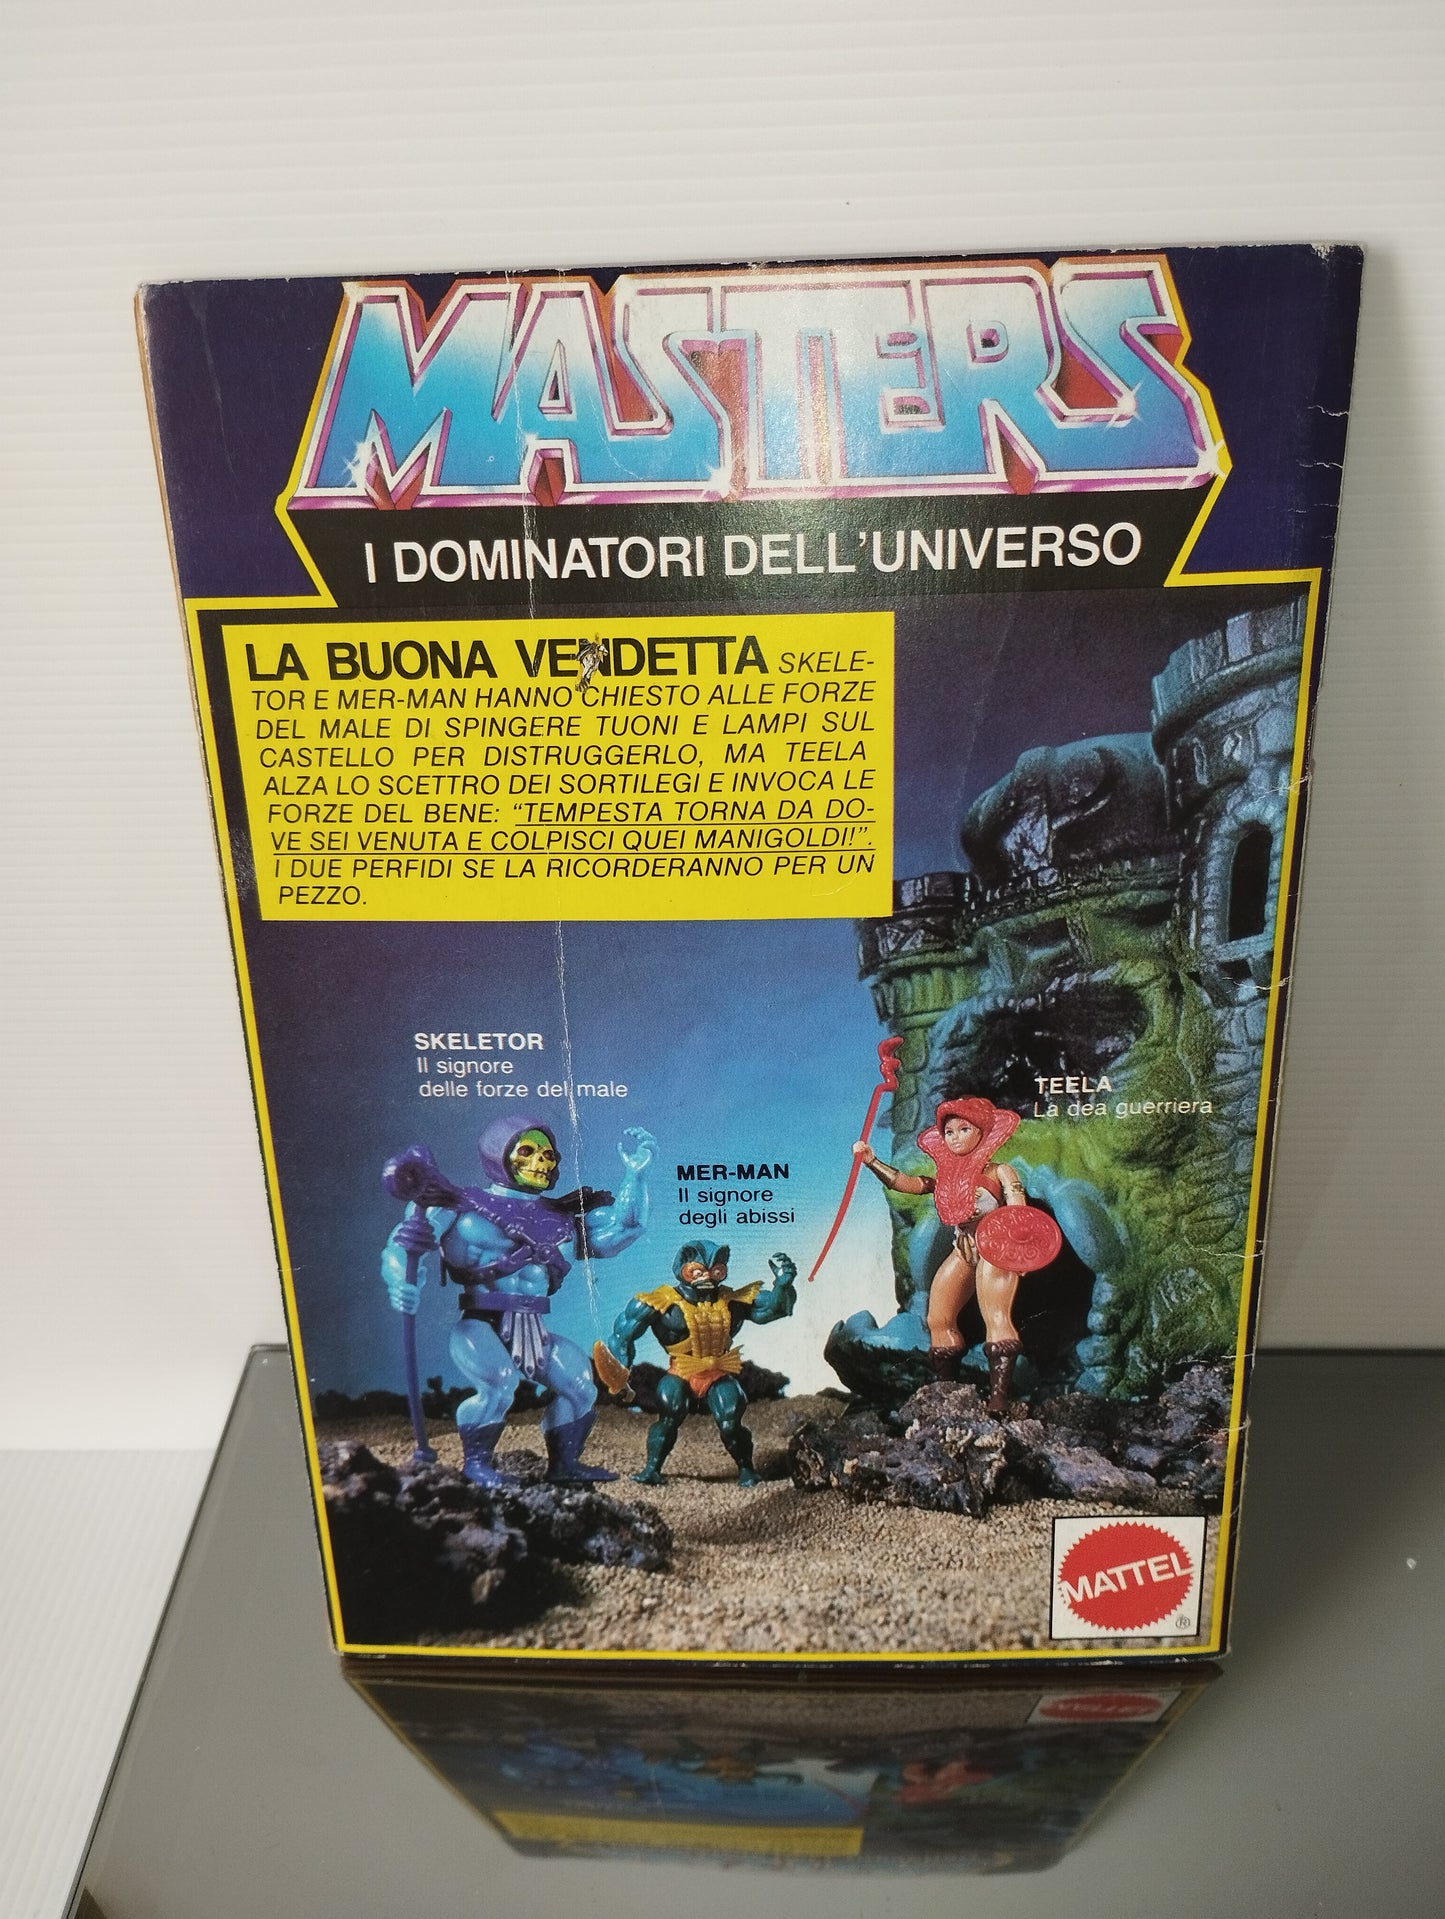 MASTERS
I DOMINATORI DELL'UNIVERSO
LA BUONA VENDETTA SKELE-
TOR E MER-MAN HANNO CHIESTO ALLE FORZE
DEL MALE DI SPINGERE TUONI E LAMPI SUL
CASTELLO PER DISTRUGGERLO, MA TEELA
ALZA LO SCETTRO DEI SORTILEGI E INVOCA LE
FORZE DEL BENE: “TEMPESTA TORNA DA DO-
VE SEI VENUTA E COLPISCI QUEI MANIGOLDI!”.
I DUE PERFIDI SE LA RICORDERANNO PER UN
PEZZO.
SKELETOR
Il signore
delle forze del male
MER-MAN
Il signore
degli abissi
TEELA
La dea guerriera
MATTEL
®